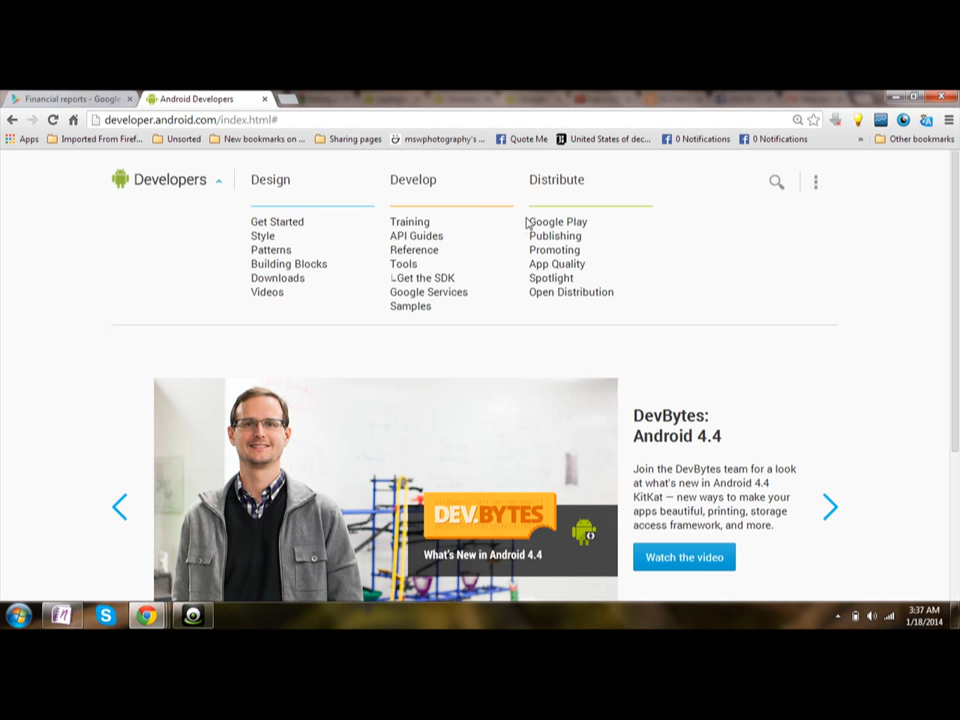 Financial reports - Google
Android Developers
developer.android.com/index.html#
Apps
Imported From Firef...
Unsorted
New bookmarks on ...
Sharing pages
mswphotography's ...
Quote Me
United States of dec...
0 Notifications
0 Notifications
»
Other bookmarks
Developers
Design
Develop
Distribute
Get Started
Style
Patterns
Building Blocks
Downloads
Videos
Training
API Guides
Reference
Tools
└Get the SDK
Google Services
Samples
Google Play
Publishing
Promoting
App Quality
Spotlight
Open Distribution
DEV.BYTES
What's New in Android 4.4
DevBytes:
Android 4.4
Join the DevBytes team for a look
at what's new in Android 4.4
KitKat — new ways to make your
apps beautiful, printing, storage
access framework, and more.
Watch the video
3:37 AM
1/18/2014